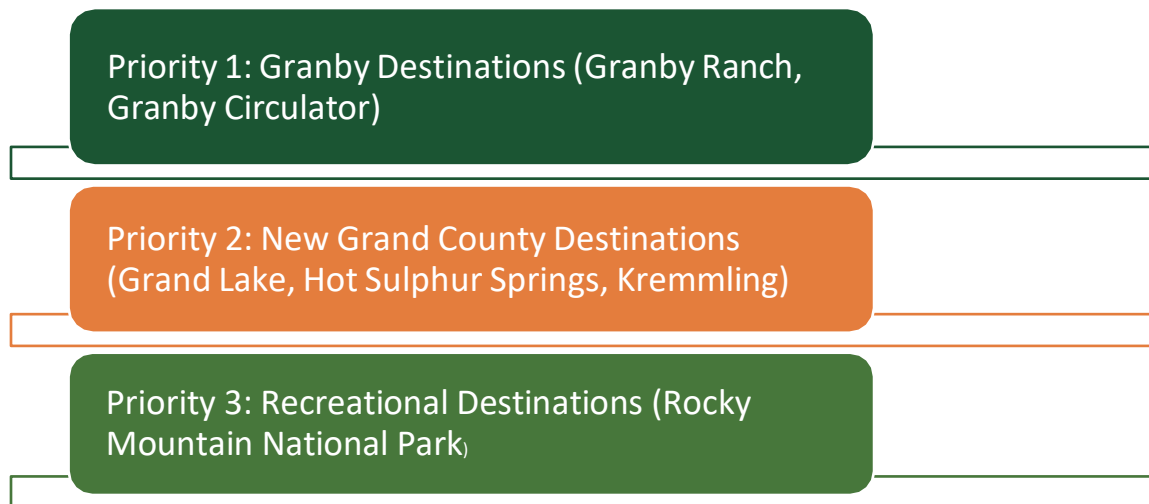 Priority 1: Granby Destinations (Granby Ranch,
Granby Circulator)
Priority 2: New Grand County Destinations
(Grand Lake, Hot Sulphur Springs, Kremmling)
Priority 3: Recreational Destinations (Rocky
Mountain National Park)